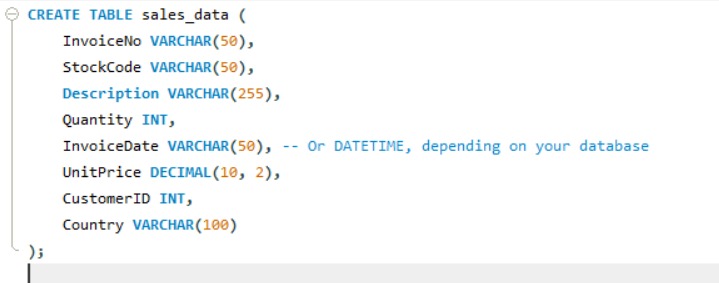 CREATE TABLE sales_data (
InvoiceNo VARCHAR(50),
StockCode VARCHAR(50),
Description VARCHAR(255),
Quantity INT,
InvoiceDate VARCHAR(50), -- Or DATETIME, depending on your database
UnitPrice DECIMAL(10, 2),
CustomerID INT,
Country VARCHAR(100)
);